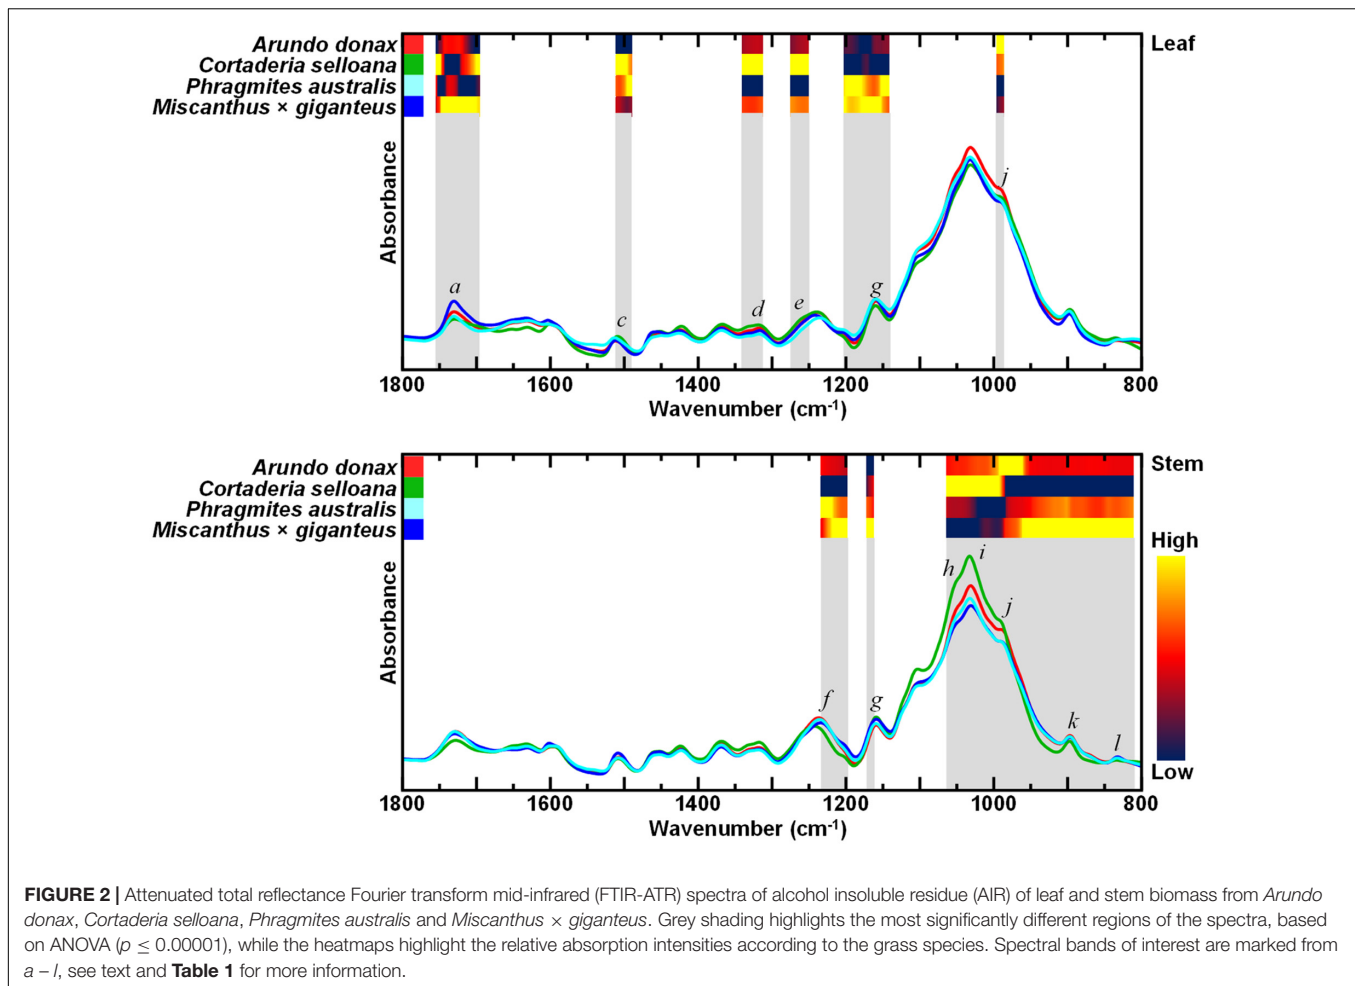 Arundo donax
Cortaderia selloana
Phragmites australis
Miscanthus × giganteus
Leaf
Absorbance
a
c
d
e
g
j
1800 1600 1400 1200 1000 800
Wavenumber (cm-1)
Arundo donax
Cortaderia selloana
Phragmites australis
Miscanthus × giganteus
Stem
High
Low
Absorbance
f
g
h
i
j
k
l
1800 1600 1400 1200 1000 800
Wavenumber (cm-1)
FIGURE 2 | Attenuated total reflectance Fourier transform mid-infrared (FTIR-ATR) spectra of alcohol insoluble residue (AIR) of leaf and stem biomass from Arundo
donax, Cortaderia selloana, Phragmites australis and Miscanthus × giganteus. Grey shading highlights the most significantly different regions of the spectra, based
on ANOVA (p ≤ 0.00001), while the heatmaps highlight the relative absorption intensities according to the grass species. Spectral bands of interest are marked from
a – l, see text and Table 1 for more information.